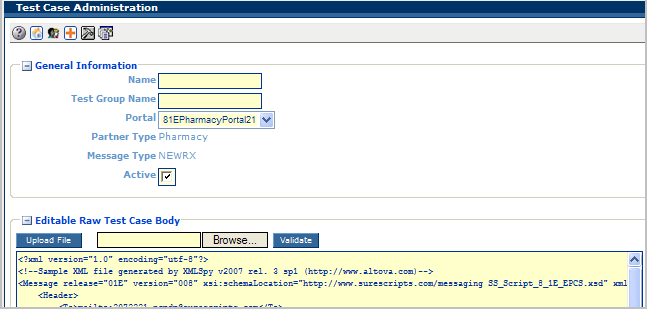 Test Case Administration
General Information
Name
Test Group Name
Portal 81EPharmacyPortal21
Partner Type Pharmacy
Message Type NEWRX
Active
Editable Raw Test Case Body
Upload File Browse... Validate
<?xml version="1.0" encoding="utf-8"?>
<!--Sample XML file generated by XMLSpy v2007 rel. 3 sp1 (http://www.altova.com)-->
<Message release="01E" version="008" xsi:schemaLocation="http://www.surescripts.com/messaging SS_Script_8_1E_EPCS.xsd" xml
<Header>